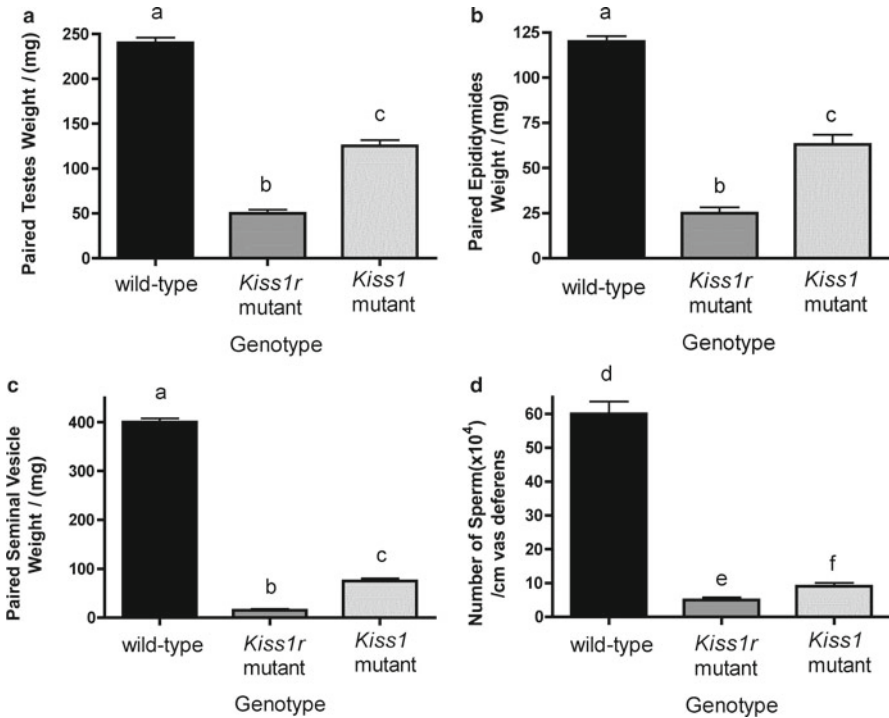 a
Paired Testes Weight / (mg)
250
200
150
100
50
0
a
b
c
wild-type
Kiss1r
mutant
Kiss1
mutant
Genotype
b
Paired Epididymides
Weight / (mg)
125
100
75
50
25
0
a
b
c
wild-type
Kiss1r
mutant
Kiss1
mutant
Genotype
c
Paired Seminal Vesicle
Weight / (mg)
400
300
200
100
0
a
b
c
wild-type
Kiss1r
mutant
Kiss1
mutant
Genotype
d
Number of Sperm(x10⁴)
/cm vas deferens
60
50
40
30
20
10
0
d
e
f
wild-type
Kiss1r
mutant
Kiss1
mutant
Genotype